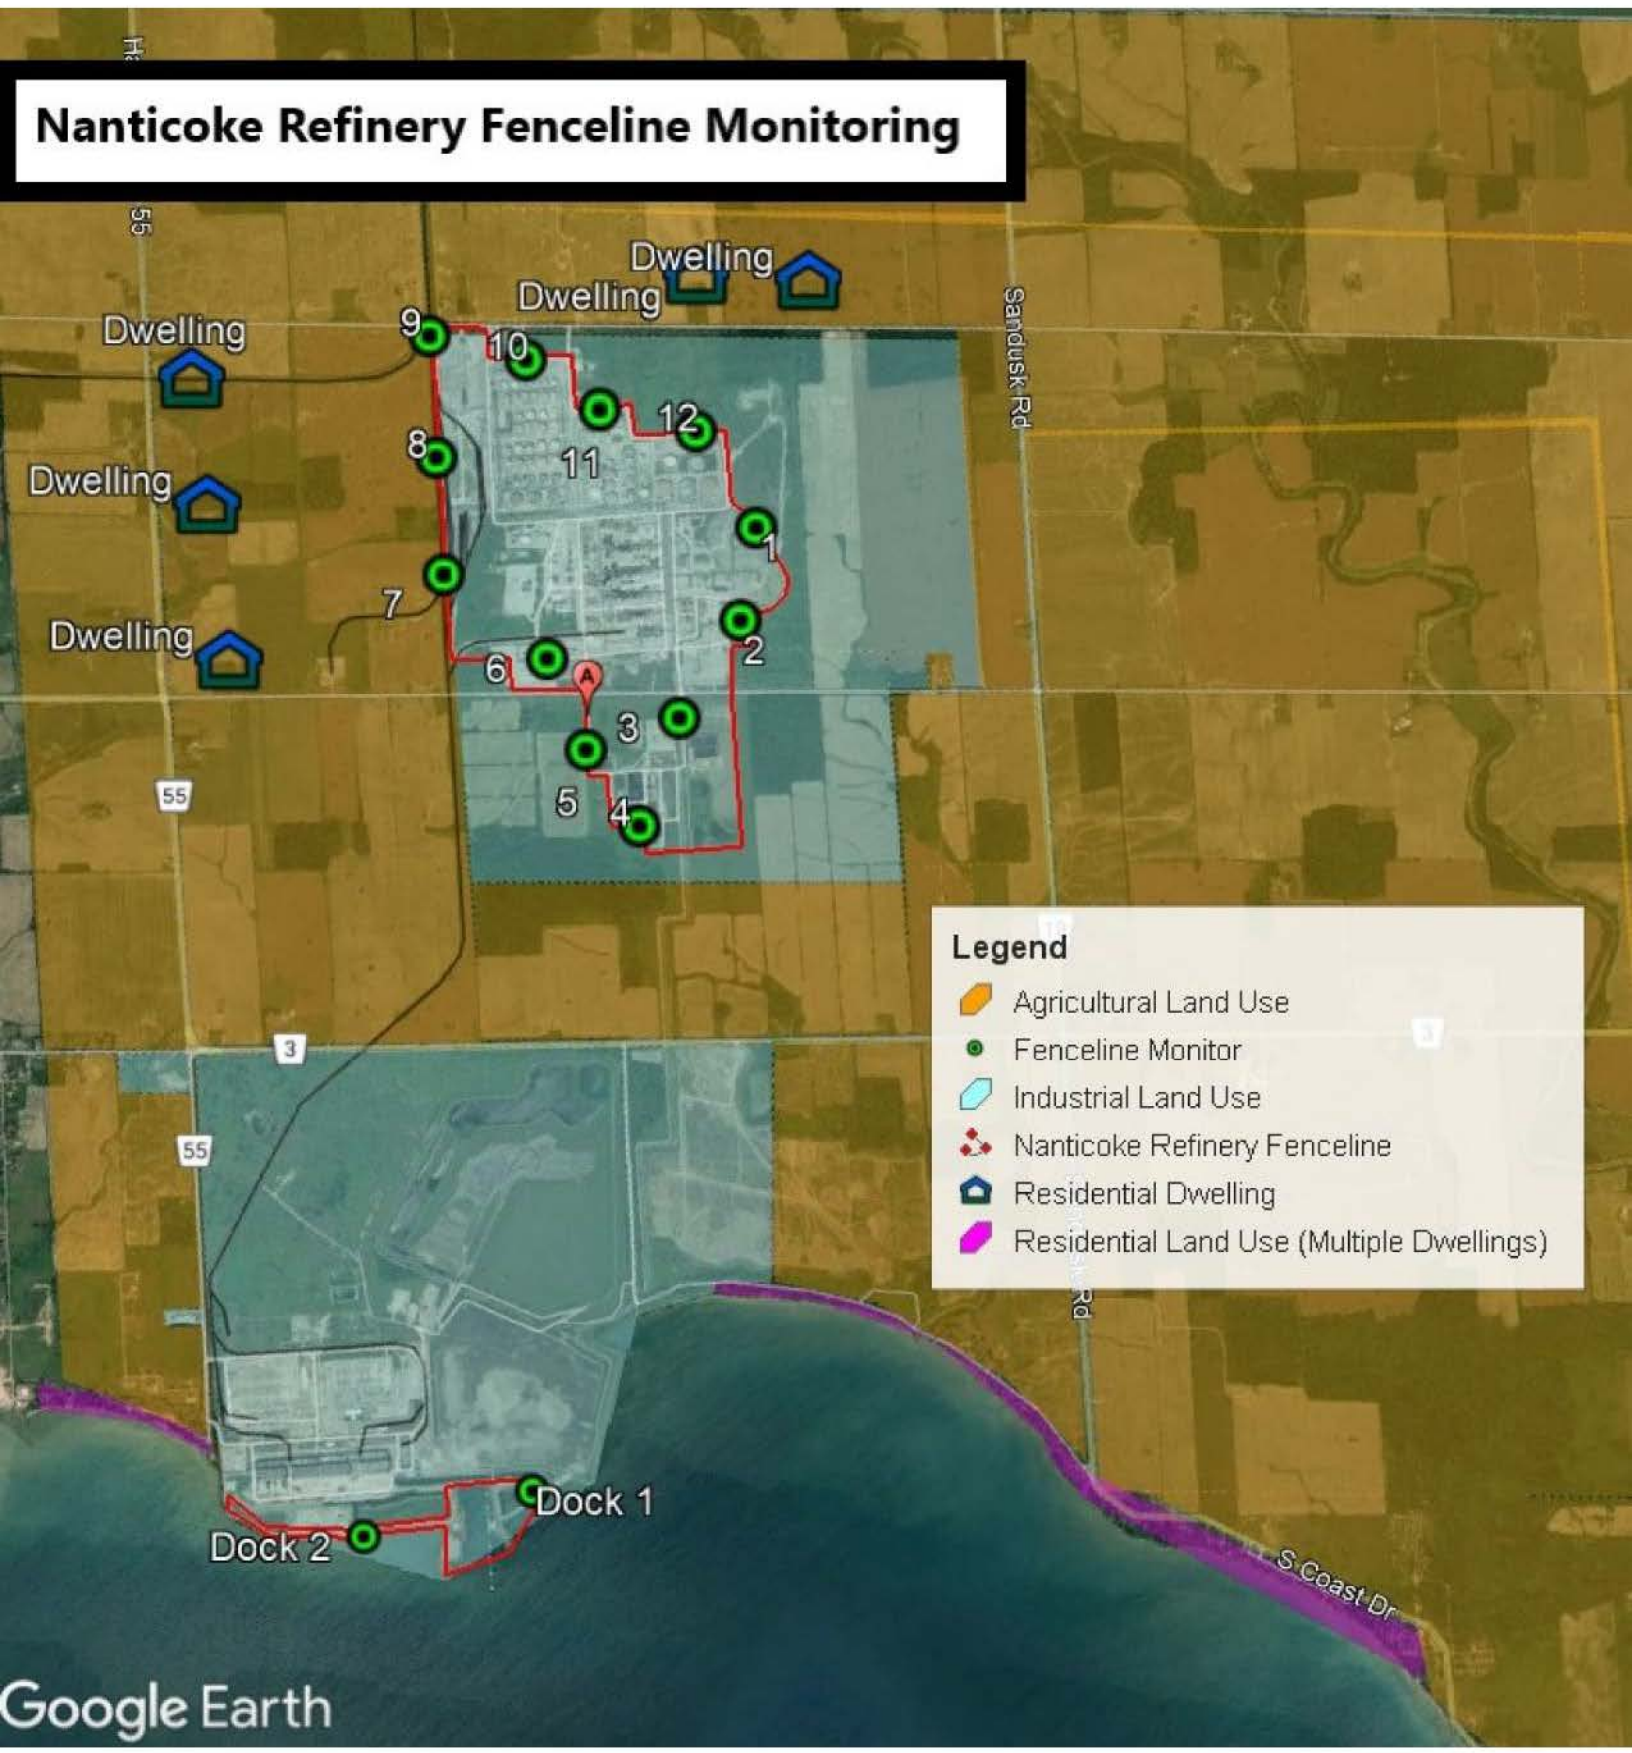 55
Nanticoke Refinery Fenceline Monitoring
Dwelling
Dwelling
Dwelling
Sandusk Rd
9
10
12
8
11
Dwelling
1
7
Dwelling
2
6
A
3
55
5
4
Legend
Agricultural Land Use
3
Fenceline Monitor
3
Industrial Land Use
55
Nanticoke Refinery Fenceline
Residential Dwelling
Residential Land Use (Multiple Dwellings)
Rd
Dock 1
Dock 2
S Coast Dr
Google Earth